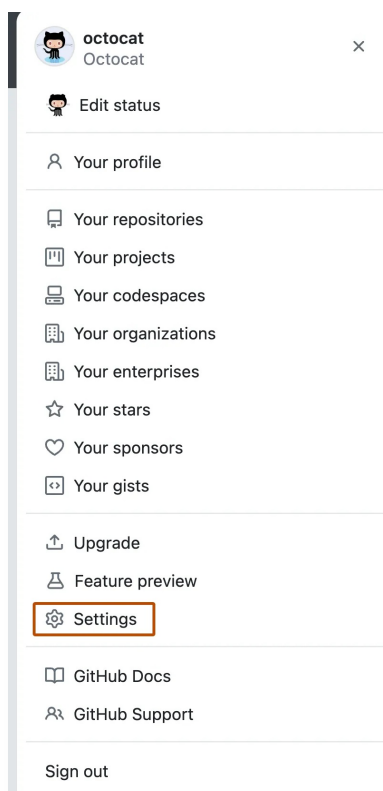 octocat
Octocat
Edit status
Your profile
Your repositories
Your projects
Your codespaces
Your organizations
Your enterprises
Your stars
Your sponsors
Your gists
Upgrade
Feature preview
Settings
GitHub Docs
GitHub Support
Sign out